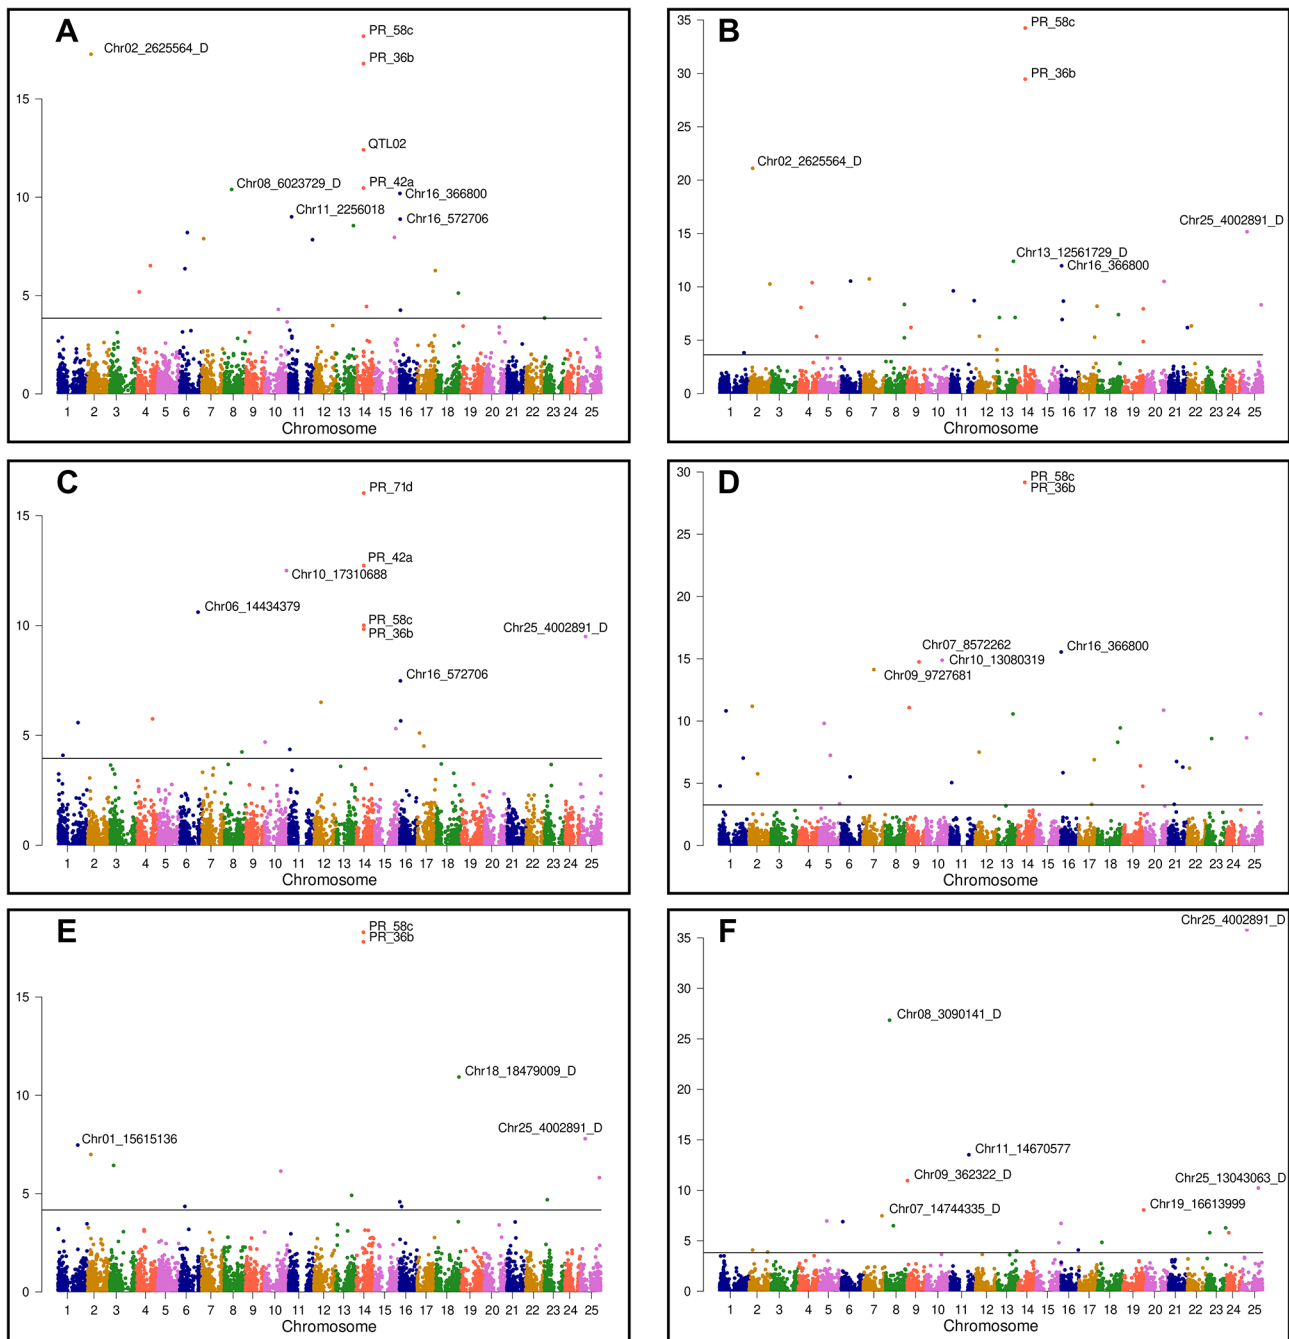 A
PR_58c
Chr02_2625564_D
PR_36b
15
QTL02
Chr08_6023729_D
PR_42a
10
Chr16_366800
Chr11_2256018
Chr16_572706
5
0
1 2 3 4 5 6 7 8 9 10 11 12 13 14 15 16 17 18 19 20 21 22 23 24 25
Chromosome
B
35
PR_58c
30
PR_36b
25
Chr02_2625564_D
20
Chr25_4002891_D
15
Chr13_12561729_D
Chr16_366800
10
5
0
1 2 3 4 5 6 7 8 9 10 11 12 13 14 15 16 17 18 19 20 21 22 23 24 25
Chromosome
C
PR_71d
15
PR_42a
Chr10_17310688
Chr06_14434379
10
PR_58c
Chr25_4002891_D
PR_36b
Chr16_572706
5
0
1 2 3 4 5 6 7 8 9 10 11 12 13 14 15 16 17 18 19 20 21 22 23 24 25
Chromosome
D
30
PR_58c
PR_36b
25
20
Chr07_8572262
Chr16_366800
15
Chr10_13080319
Chr09_9727681
10
5
0
1 2 3 4 5 6 7 8 9 10 11 12 13 14 15 16 17 18 19 20 21 22 23 24 25
Chromosome
E
PR_58c
PR_36b
15
Chr18_18479009_D
10
Chr01_15615136
Chr25_4002891_D
5
0
1 2 3 4 5 6 7 8 9 10 11 12 13 14 15 16 17 18 19 20 21 22 23 24 25
Chromosome
F
Chr25_4002891_D
35
30
Chr08_3090141_D
25
20
15
Chr11_14670577
Chr09_362322_D
Chr25_13043063_D
10
Chr19_16613999
Chr07_14744335_D
5
0
1 2 3 4 5 6 7 8 9 10 11 12 13 14 15 16 17 18 19 20 21 22 23 24 25
Chromosome